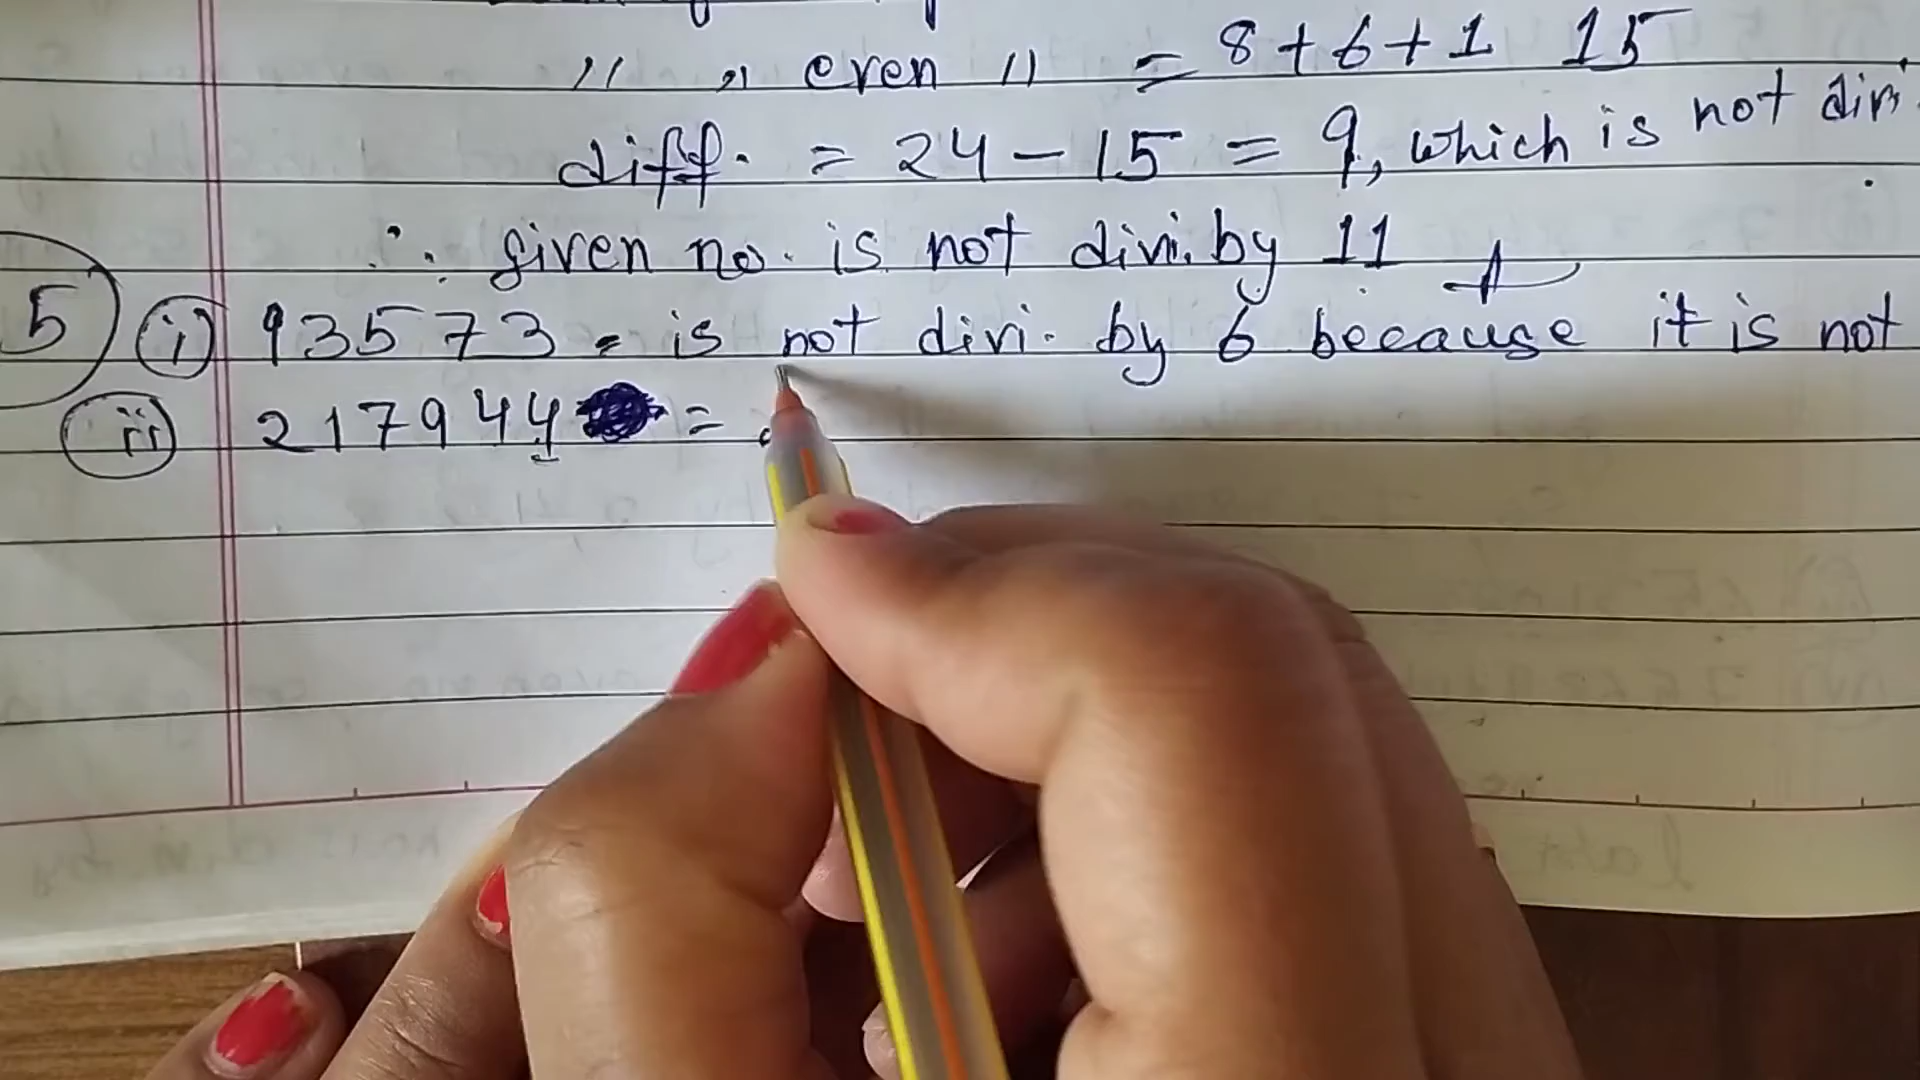 〃 〃 even 〃 = 8+6+1 15
diff. = 24 - 15 = 9, which is not divi
∴ given no. is not divi. by 11
5 (i) 93573 = is not divi. by 6 because it is not
(ii) 217944 =